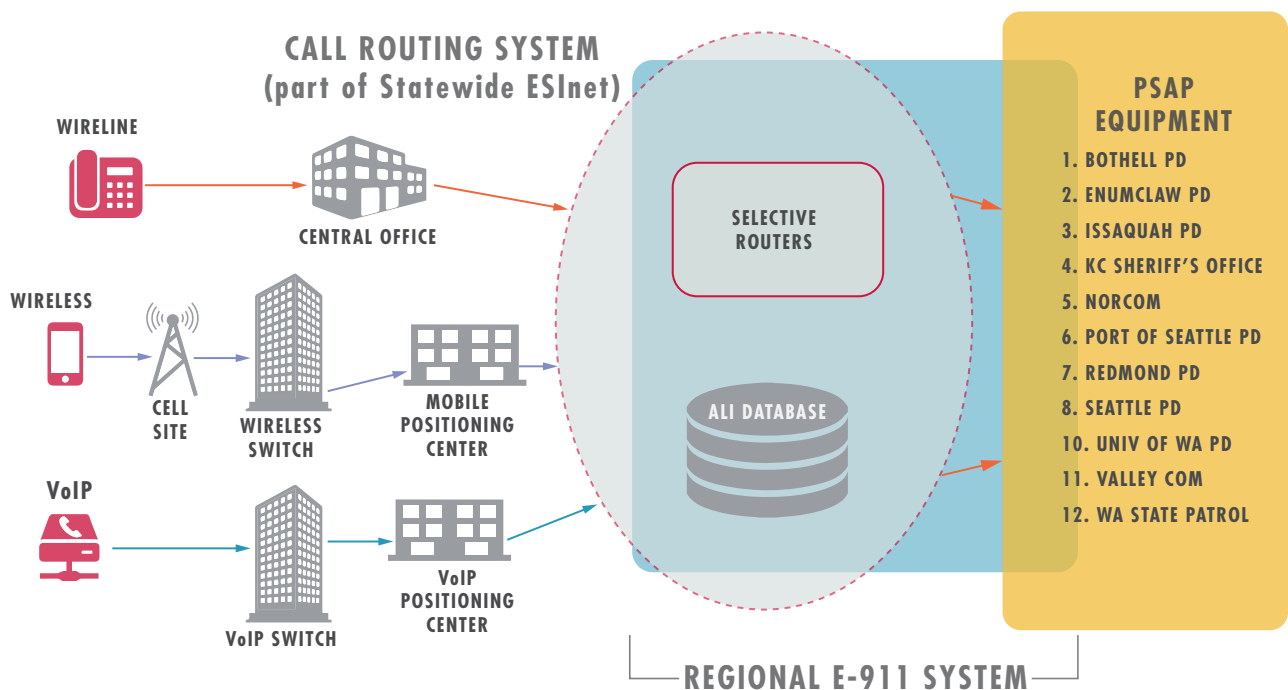 CALL ROUTING SYSTEM
(part of Statewide ESInet)
WIRELINE
CENTRAL OFFICE
WIRELESS
CELL
SITE
WIRELESS
SWITCH
MOBILE
POSITIONING
CENTER
VoIP
VoIP SWITCH
VoIP
POSITIONING
CENTER
SELECTIVE
ROUTERS
ALI DATABASE
PSAP
EQUIPMENT
1. BOTHELL PD
2. ENUMCLAW PD
3. ISSAQUAH PD
4. KC SHERIFF'S OFFICE
5. NORCOM
6. PORT OF SEATTLE PD
7. REDMOND PD
8. SEATTLE PD
10. UNIV OF WA PD
11. VALLEY COM
12. WA STATE PATROL
REGIONAL E-911 SYSTEM